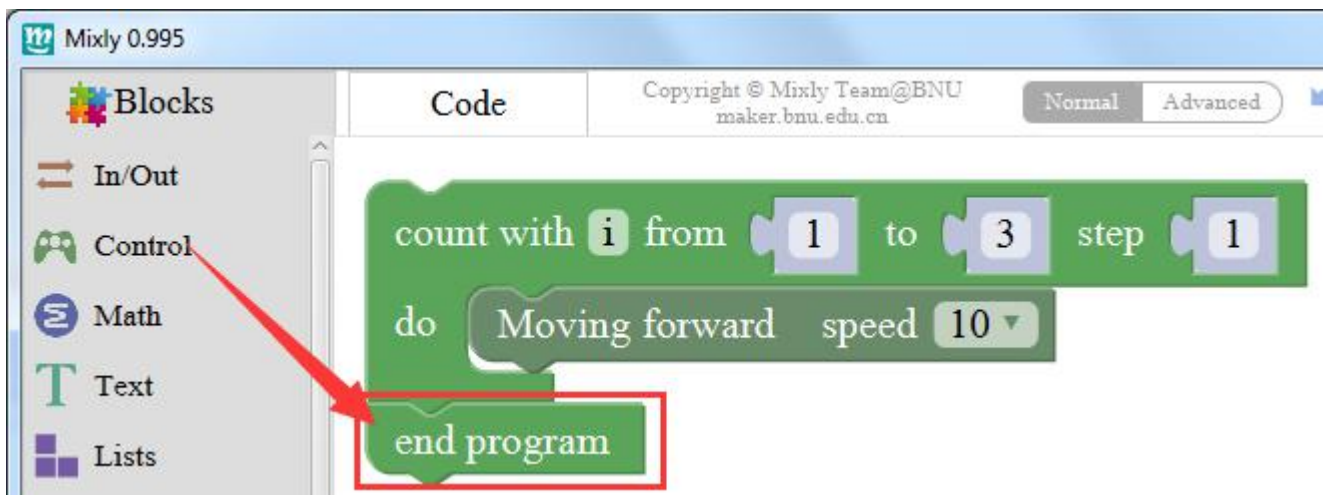 Mixly 0.995
Blocks
Code
Copyright © Mixly Team@BNU
maker.bnu.edu.cn
Normal Advanced
In/Out
Control
Math
Text
Lists
count with i from 1 to 3 step 1
do Moving forward speed 10
end program